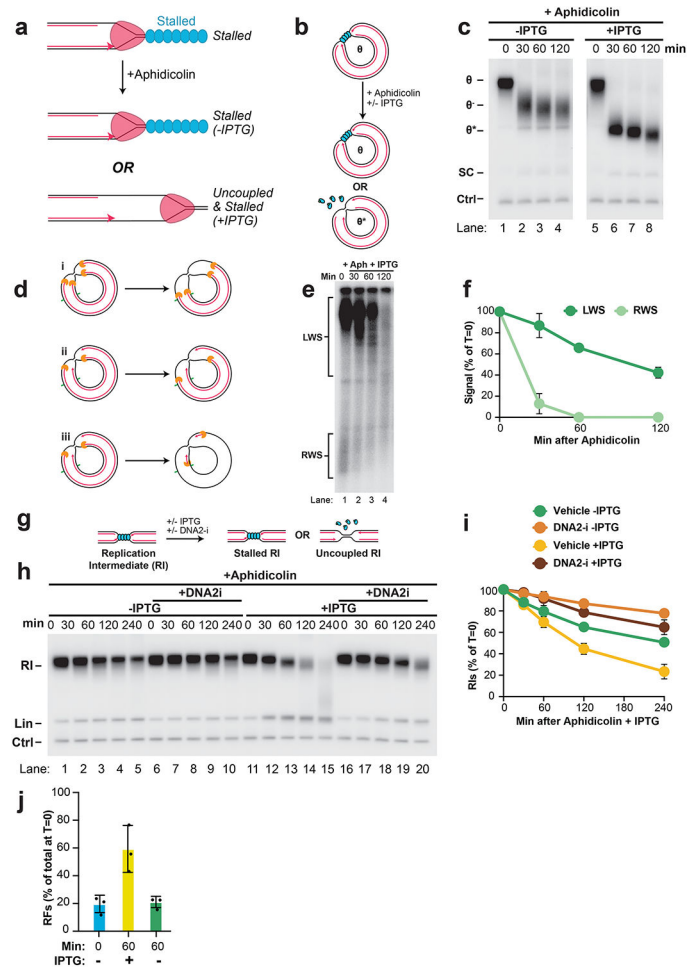 a
Stalled
Stalled
+Aphidicolin
Stalled
(-IPTG)
OR
Uncoupled
& Stalled
(+IPTG)
b
θ
+ Aphidicolin
+/- IPTG
θ
OR
θ*
c
+ Aphidicolin
-IPTG
+IPTG
0 30 60 120 0 30 60 120 min
θ
θ-
θ*
SC
Ctrl
Lane: 1 2 3 4 5 6 7 8
d
i
ii
iii
e
+ Aph + IPTG
Min 0 30 60 120
LWS
RWS
Lane: 1 2 3 4
f
LWS RWS
Signal (% of T=0)
100
80
60
40
20
0
0 30 60 120
Min after Aphidicolin
g
+/- IPTG
+/- DNA2-i
OR
Replication
Intermediate (RI)
Stalled RI
Uncoupled RI
h
+Aphidicolin
-IPTG
+IPTG
+DNA2i
+DNA2i
min 0 30 60 120 240 0 30 60 120 240 0 30 60 120 240 0 30 60 120 240
RI
Lin
Ctrl
Lane: 1 2 3 4 5 6 7 8 9 10 11 12 13 14 15 16 17 18 19 20
i
Vehicle -IPTG
DNA2-i -IPTG
Vehicle +IPTG
DNA2-i +IPTG
RIs (% of T=0)
100
80
60
40
20
0
0 60 120 180 240
Min after Aphidicolin + IPTG
j
RFs (% of total at T=0)
100
80
60
40
20
0
Min: 0 60 60
IPTG: - + -